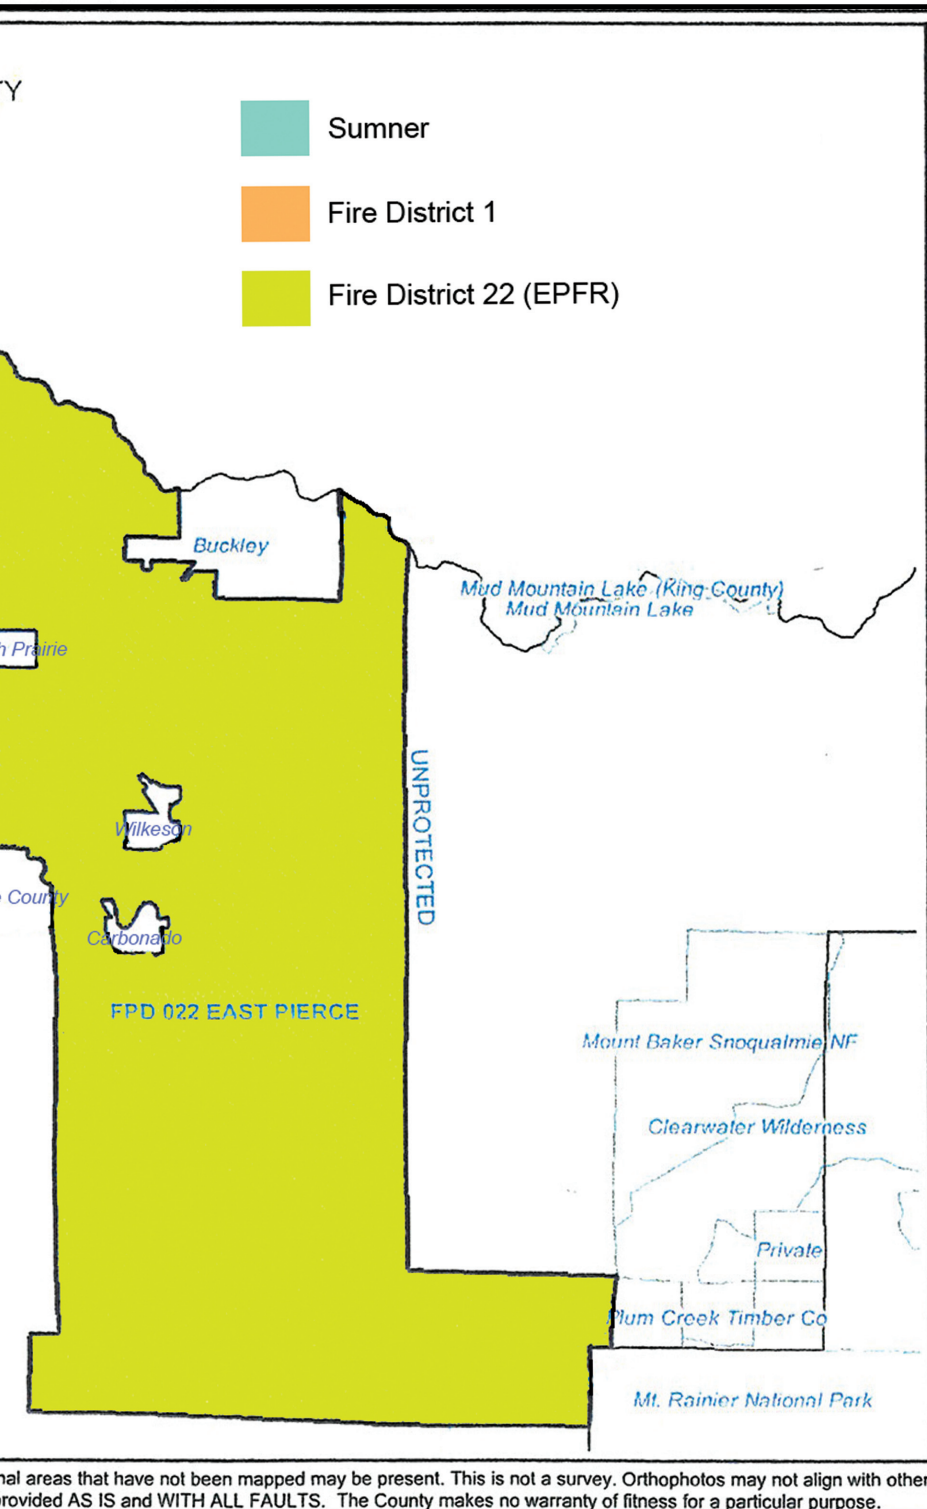 TY
Sumner
Fire District 1
Fire District 22 (EPFR)
Buckley
Mud Mountain Lake (King County)
Mud Mountain Lake
h Prairie
UNPROTECTED
Wilkeson
County
Carbonado
FPD 022 EAST PIERCE
Mount Baker Snoqualmie NF
Clearwater Wilderness
Private
Plum Creek Timber Co
Mt. Rainier National Park
nal areas that have not been mapped may be present. This is not a survey. Orthophotos may not align with other
provided AS IS and WITH ALL FAULTS. The County makes no warranty of fitness for a particular purpose.